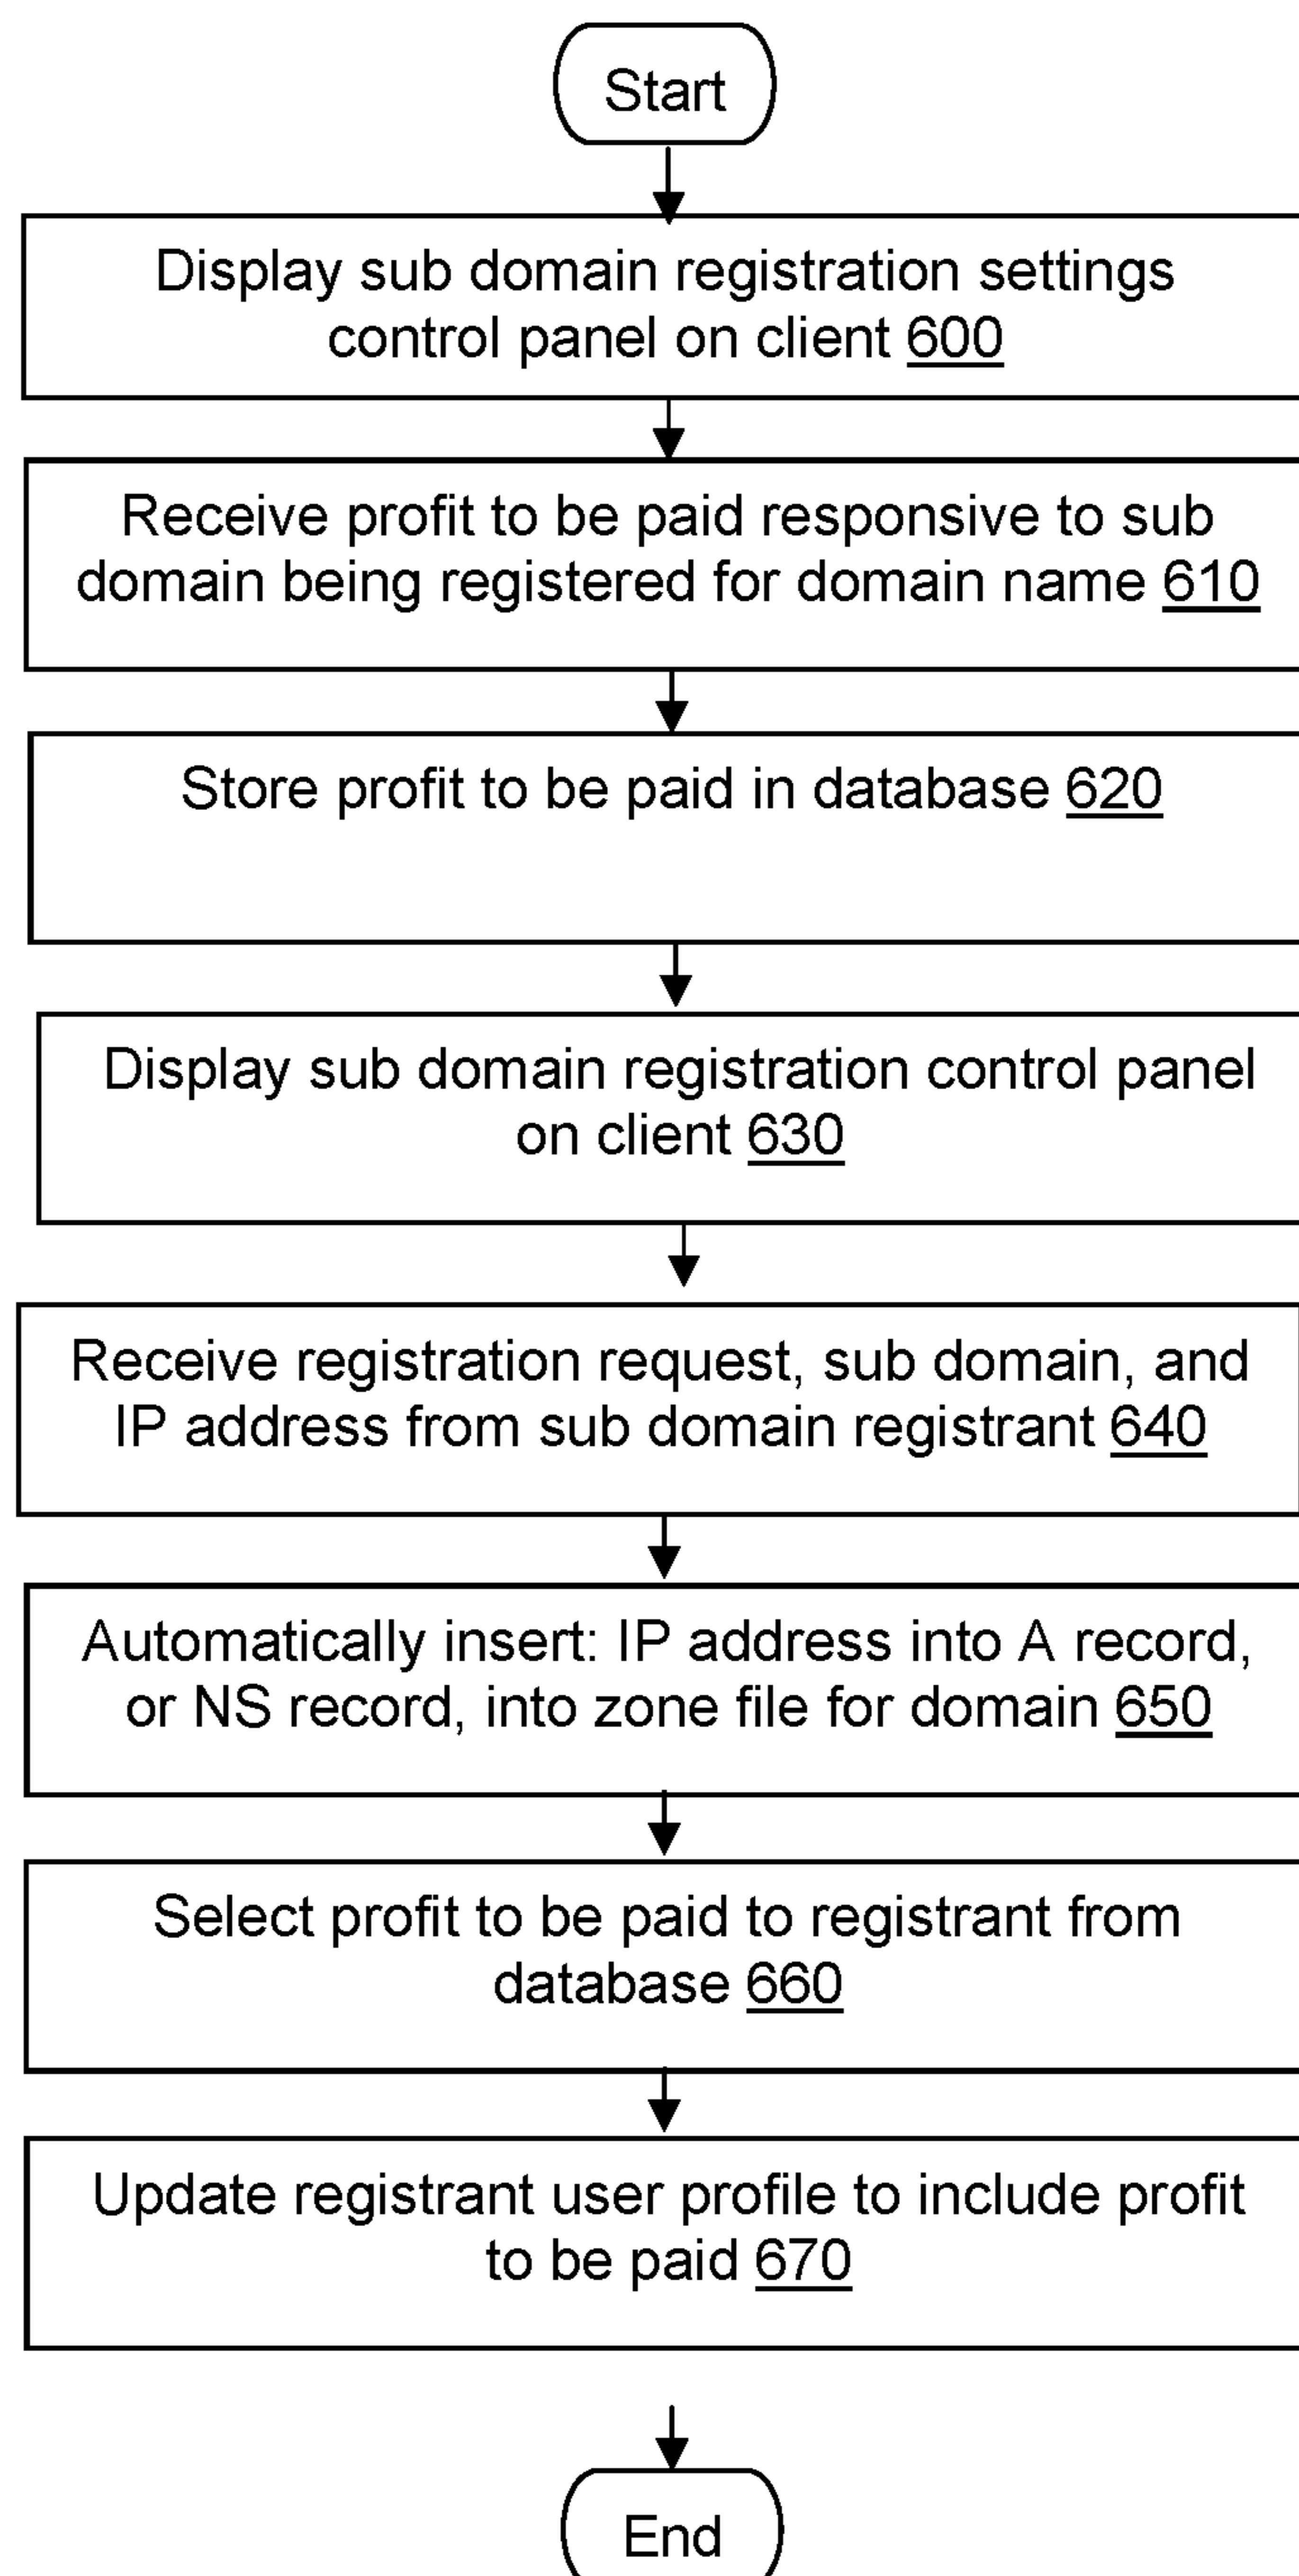 Start
Display sub domain registration settings
control panel on client 600
Receive profit to be paid responsive to sub
domain being registered for domain name 610
Store profit to be paid in database 620
Display sub domain registration control panel
on client 630
Receive registration request, sub domain, and
IP address from sub domain registrant 640
Automatically insert: IP address into A record,
or NS record, into zone file for domain 650
Select profit to be paid to registrant from
database 660
Update registrant user profile to include profit
to be paid 670
End